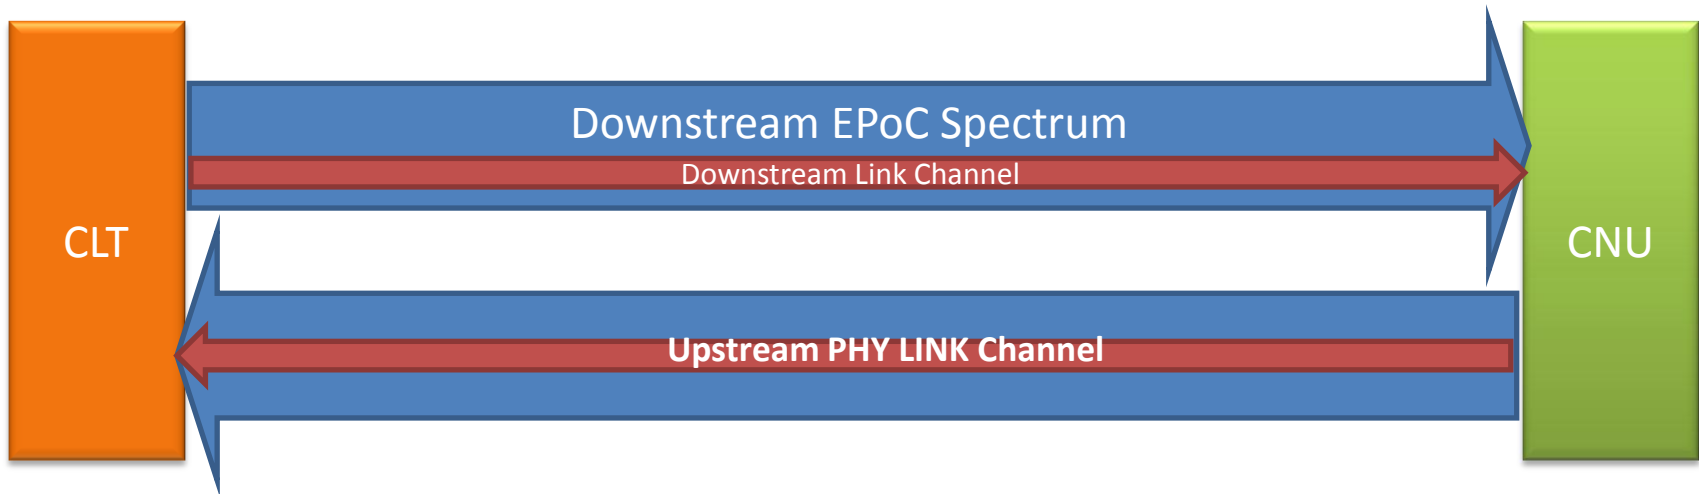 Downstream EPoC Spectrum
Downstream Link Channel
CLT
CNU
Upstream PHY LINK Channel